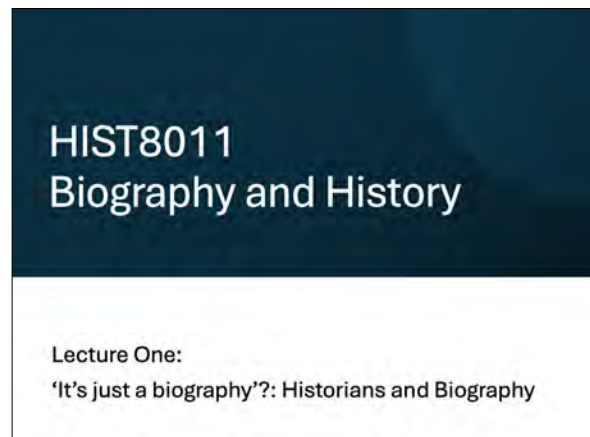 HIST8011
Biography and History
Lecture One:
‘It’s just a biography’?: Historians and Biography